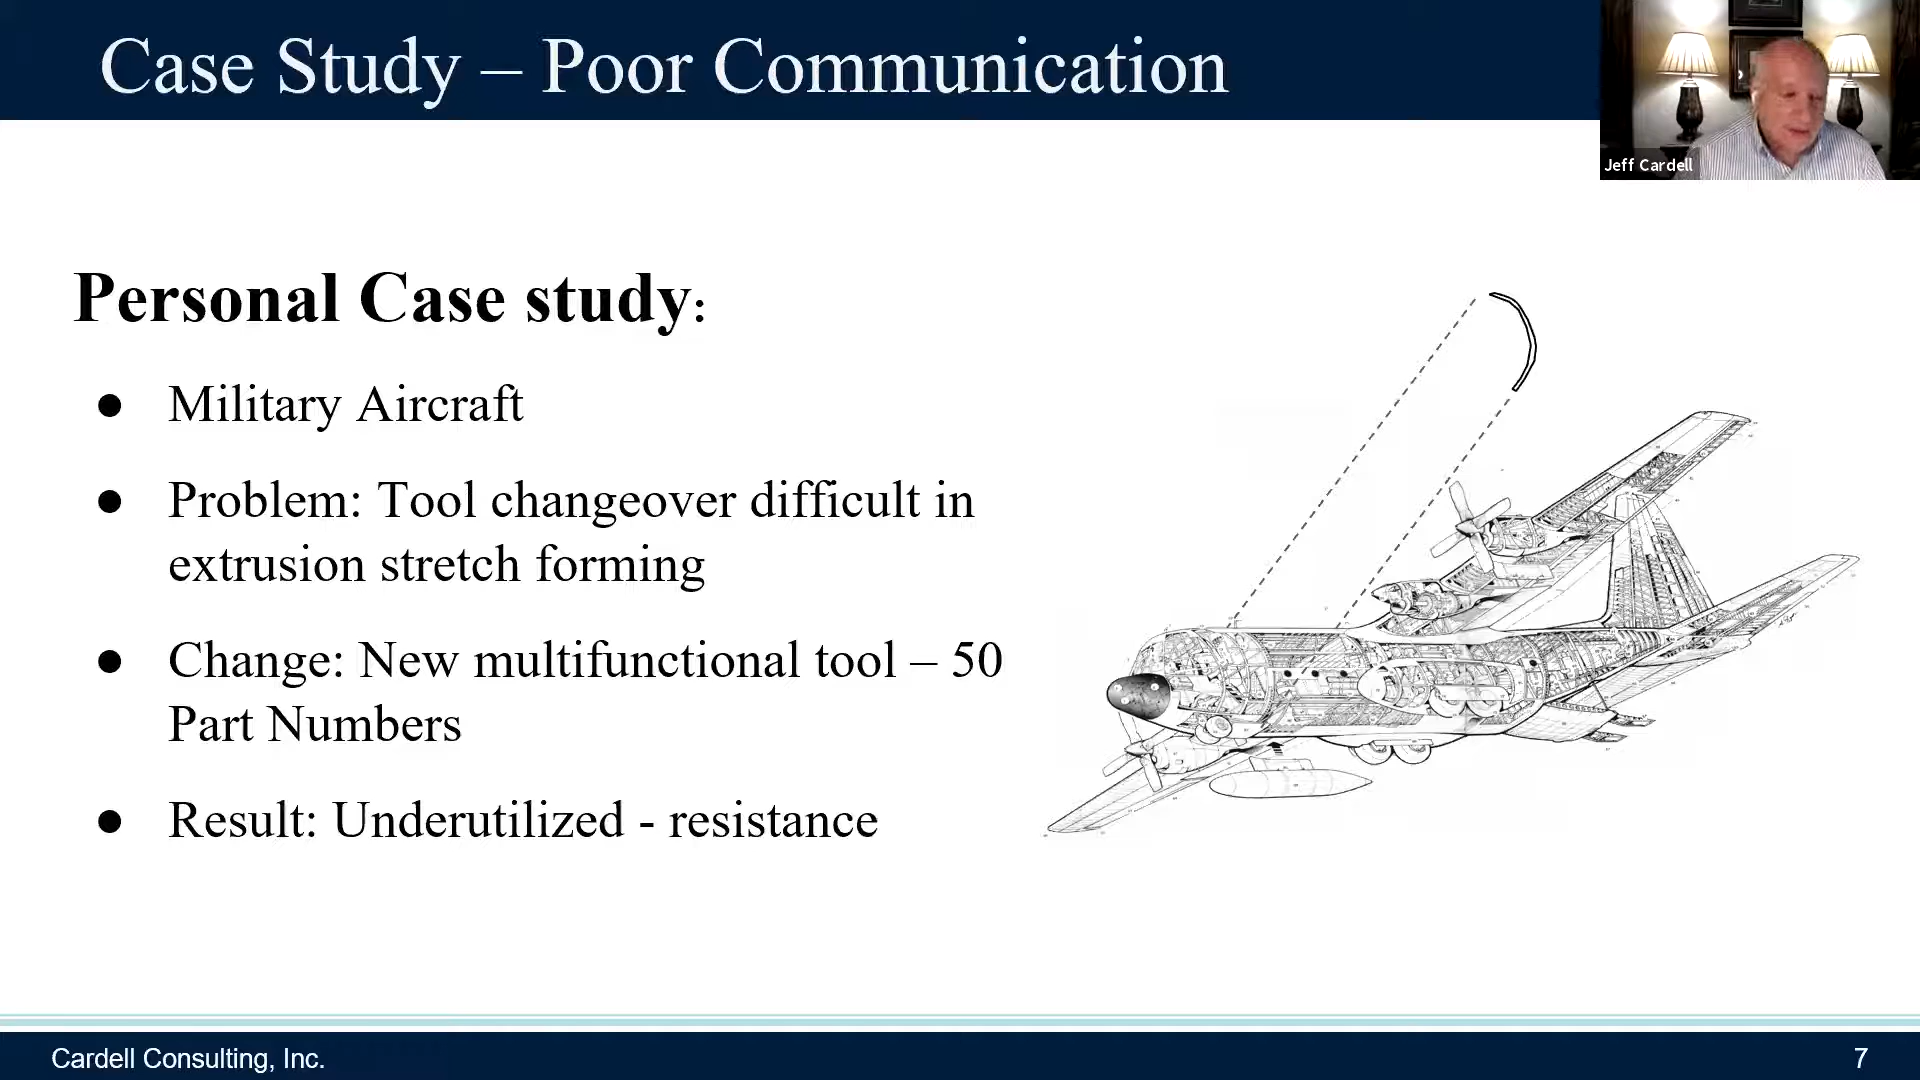 Case Study – Poor Communication
Jeff Cardell
Personal Case study:
● Military Aircraft
● Problem: Tool changeover difficult in
extrusion stretch forming
● Change: New multifunctional tool – 50
Part Numbers
● Result: Underutilized - resistance
Cardell Consulting, Inc.
7